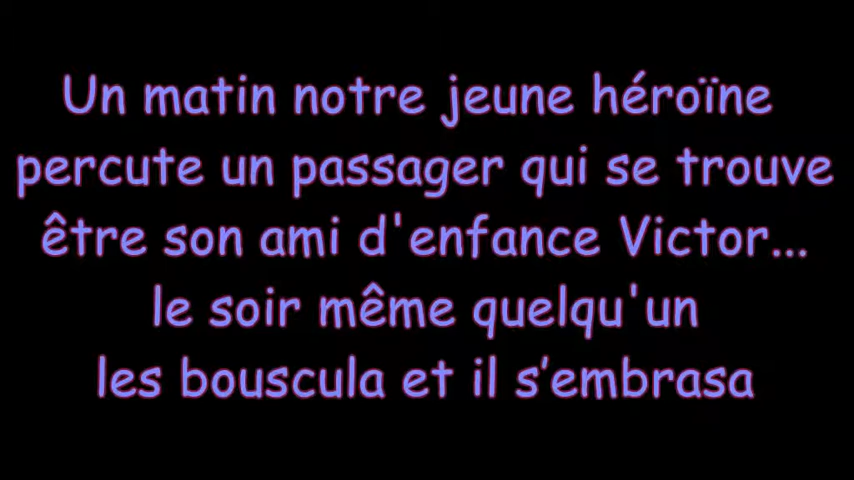 Un matin notre jeune héroïne
percute un passager qui se trouve
être son ami d'enfance Victor...
le soir même quelqu'un
les bouscula et il s’embrasa